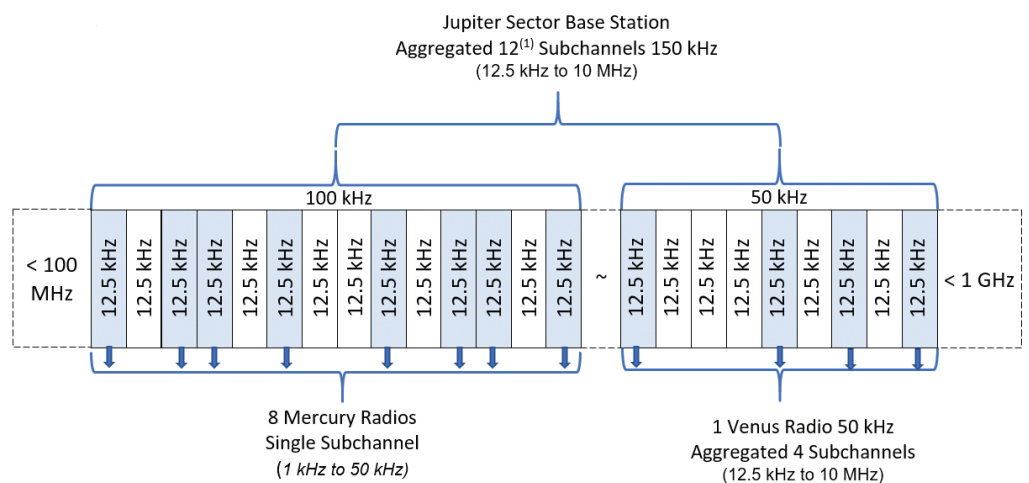 Jupiter Sector Base Station
Aggregated 12(1) Subchannels 150 kHz
(12.5 kHz to 10 MHz)
100 kHz
50 kHz
< 100
MHz
12.5 kHz
12.5 kHz
12.5 kHz
12.5 kHz
12.5 kHz
12.5 kHz
12.5 kHz
12.5 kHz
12.5 kHz
12.5 kHz
12.5 kHz
12.5 kHz
12.5 kHz
12.5 kHz
~
12.5 kHz
12.5 kHz
12.5 kHz
12.5 kHz
12.5 kHz
12.5 kHz
12.5 kHz
12.5 kHz
12.5 kHz
< 1 GHz
8 Mercury Radios
Single Subchannel
(1 kHz to 50 kHz)
1 Venus Radio 50 kHz
Aggregated 4 Subchannels
(12.5 kHz to 10 MHz)